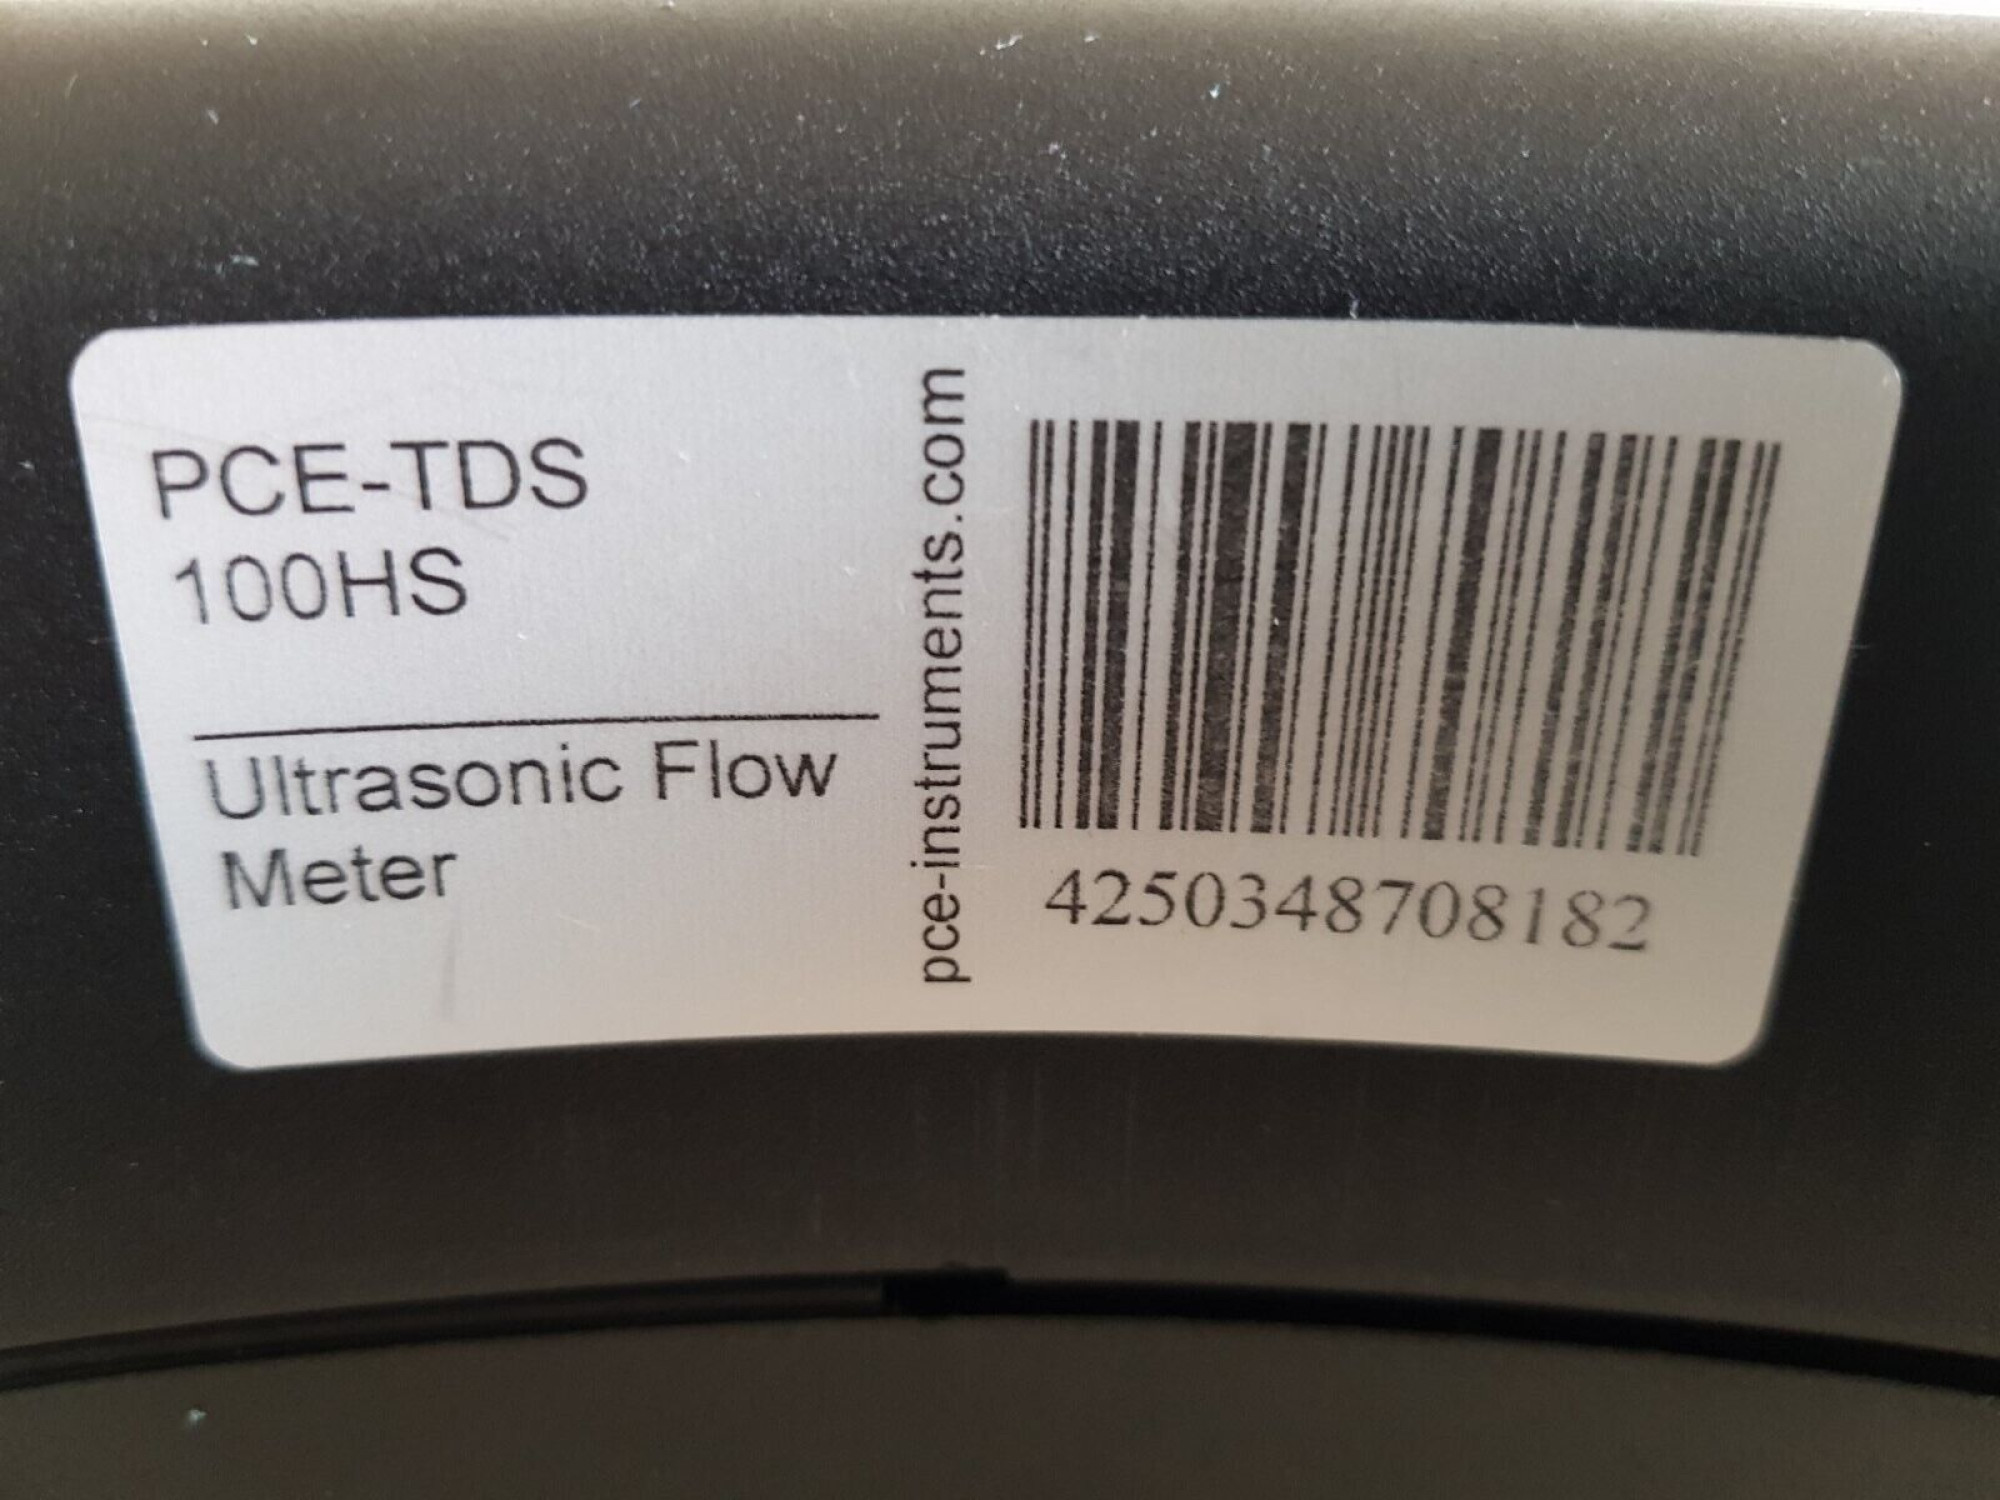 PCE-TDS
100HS
Ultrasonic Flow
Meter
pce-instruments.com
4250348708182